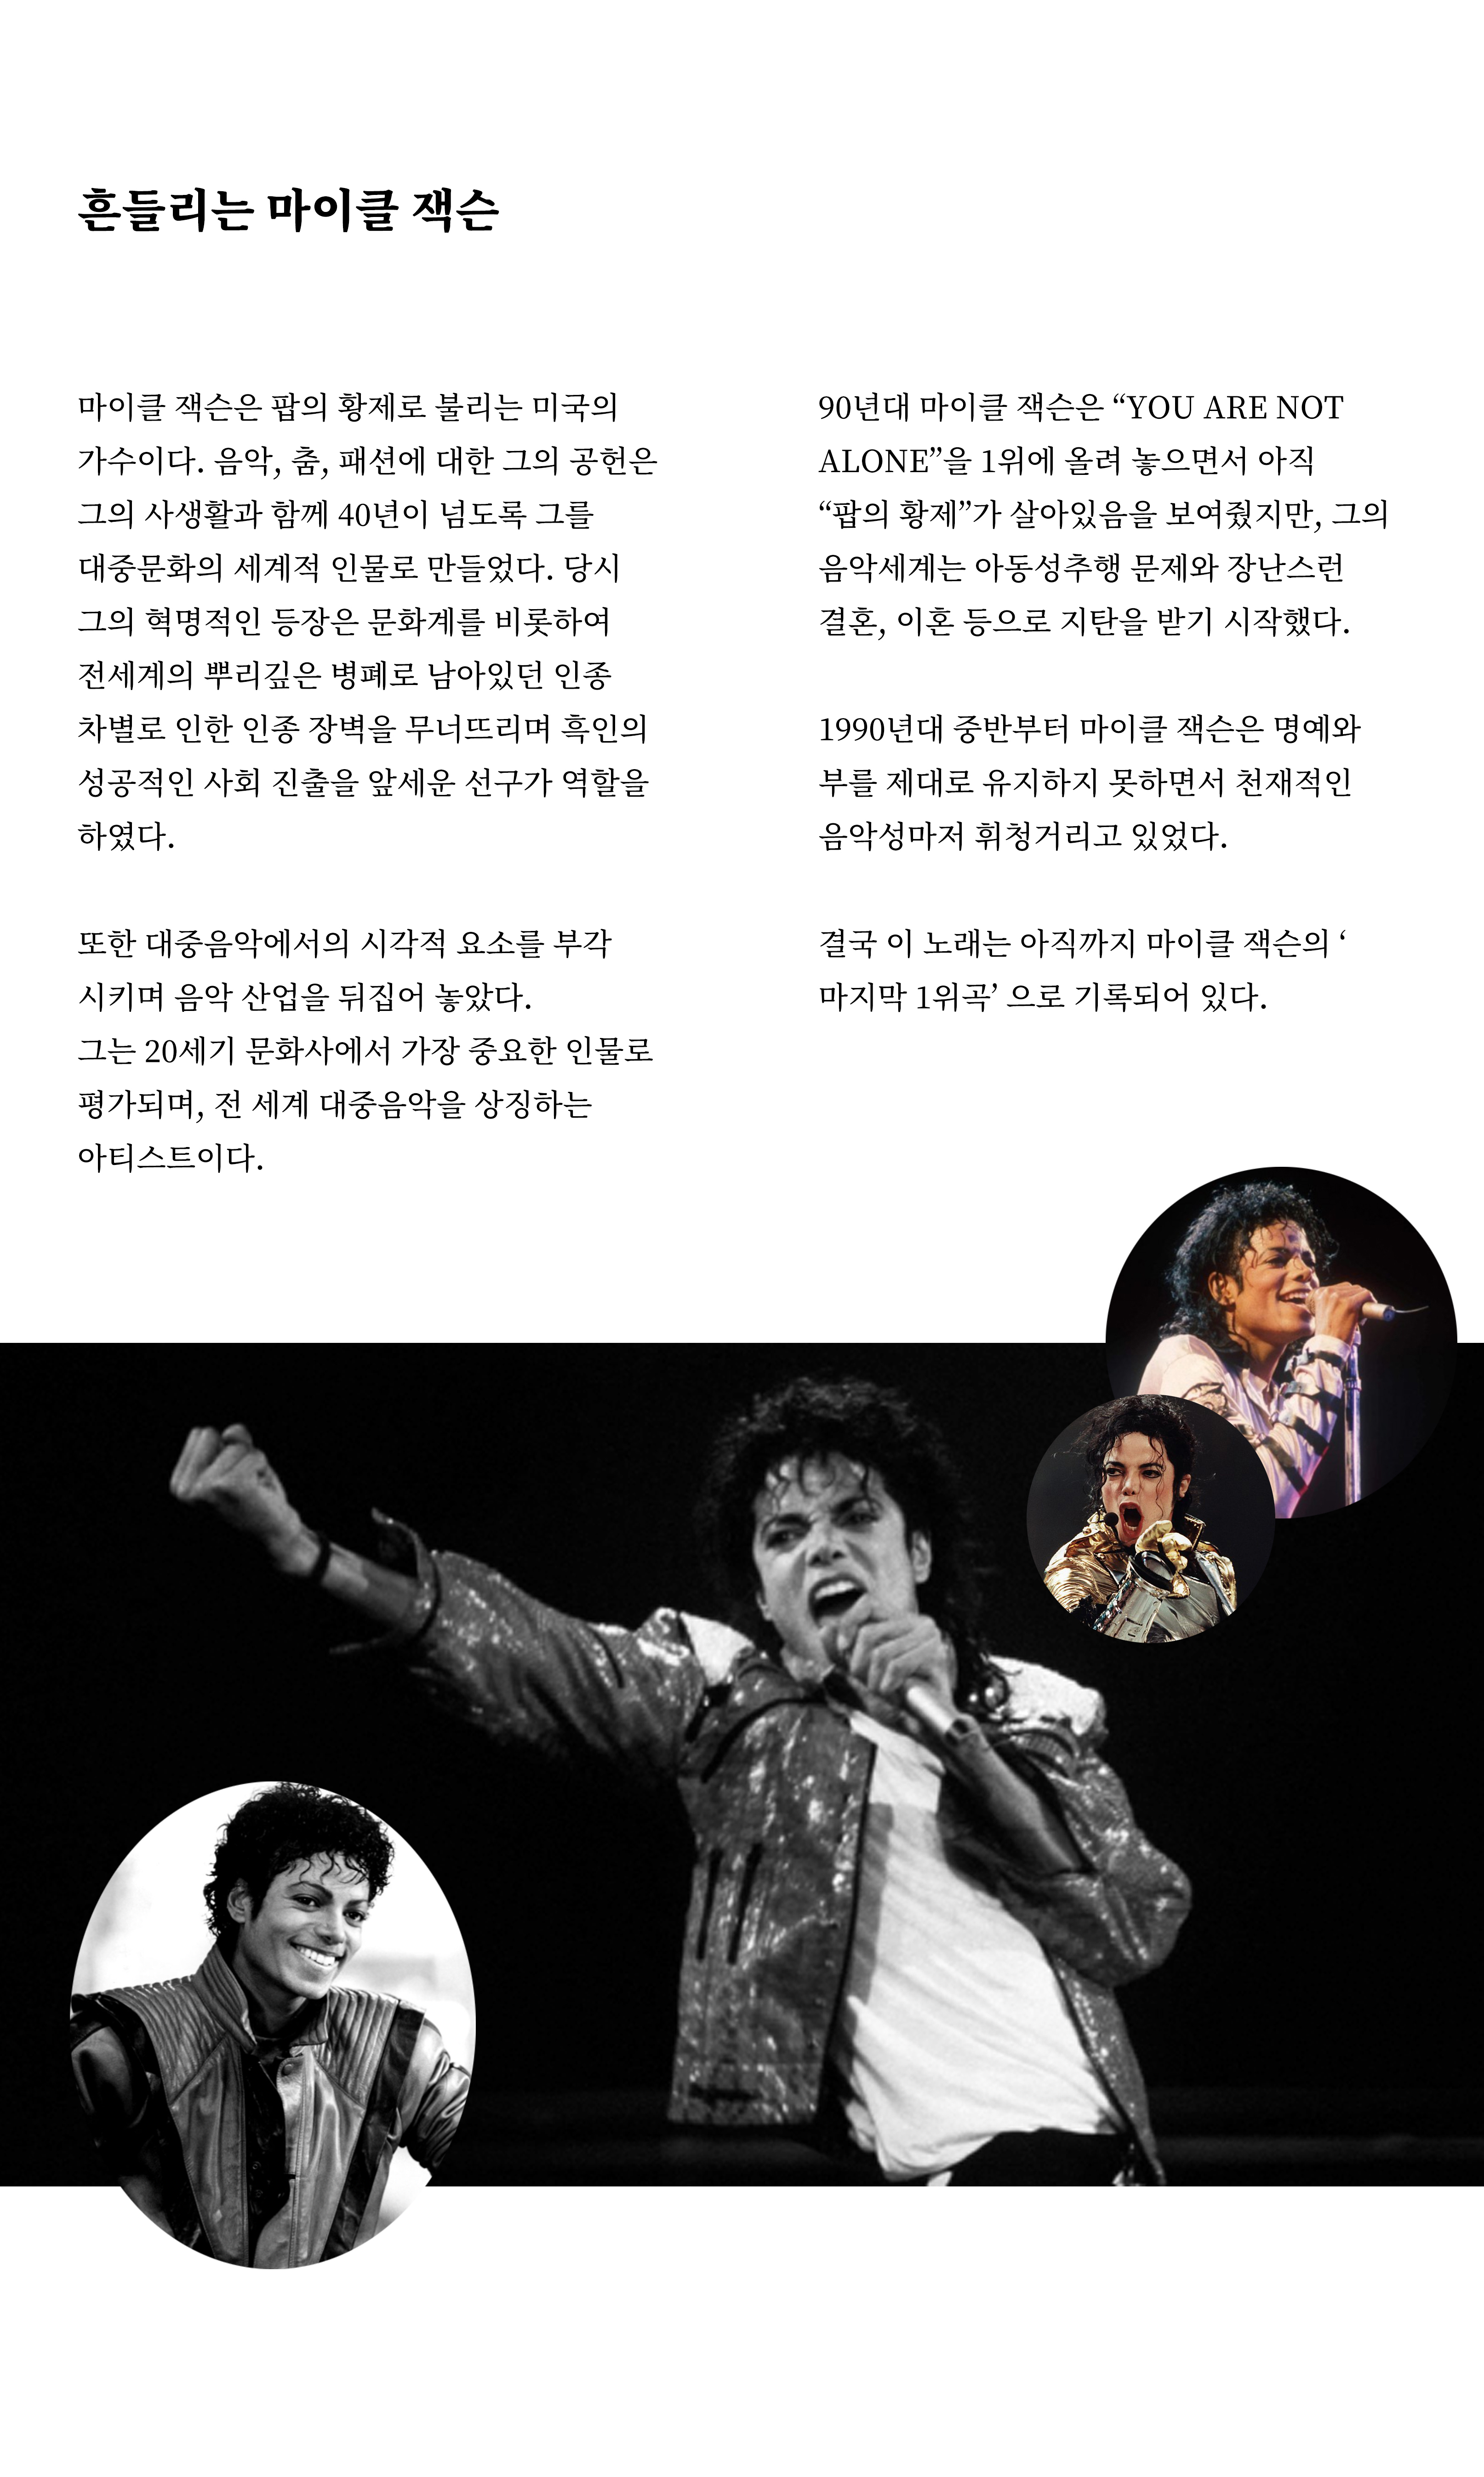 흔들리는 마이클 잭슨
마이클 잭슨은 팝의 황제로 불리는 미국의
가수이다. 음악, 춤, 패션에 대한 그의 공헌은
그의 사생활과 함께 40년이 넘도록 그를
대중문화의 세계적 인물로 만들었다. 당시
그의 혁명적인 등장은 문화계를 비롯하여
전세계의 뿌리깊은 병폐로 남아있던 인종
차별로 인한 인종 장벽을 무너뜨리며 흑인의
성공적인 사회 진출을 앞세운 선구가 역할을
하였다.
또한 대중음악에서의 시각적 요소를 부각
시키며 음악 산업을 뒤집어 놓았다.
그는 20세기 문화사에서 가장 중요한 인물로
평가되며, 전 세계 대중음악을 상징하는
아티스트이다.
90년대 마이클 잭슨은 “YOU ARE NOT
ALONE”을 1위에 올려 놓으면서 아직
“팝의 황제”가 살아있음을 보여줬지만, 그의
음악세계는 아동성추행 문제와 장난스런
결혼, 이혼 등으로 지탄을 받기 시작했다.
1990년대 중반부터 마이클 잭슨은 명예와
부를 제대로 유지하지 못하면서 천재적인
음악성마저 휘청거리고 있었다.
결국 이 노래는 아직까지 마이클 잭슨의 ‘
마지막 1위곡’ 으로 기록되어 있다.